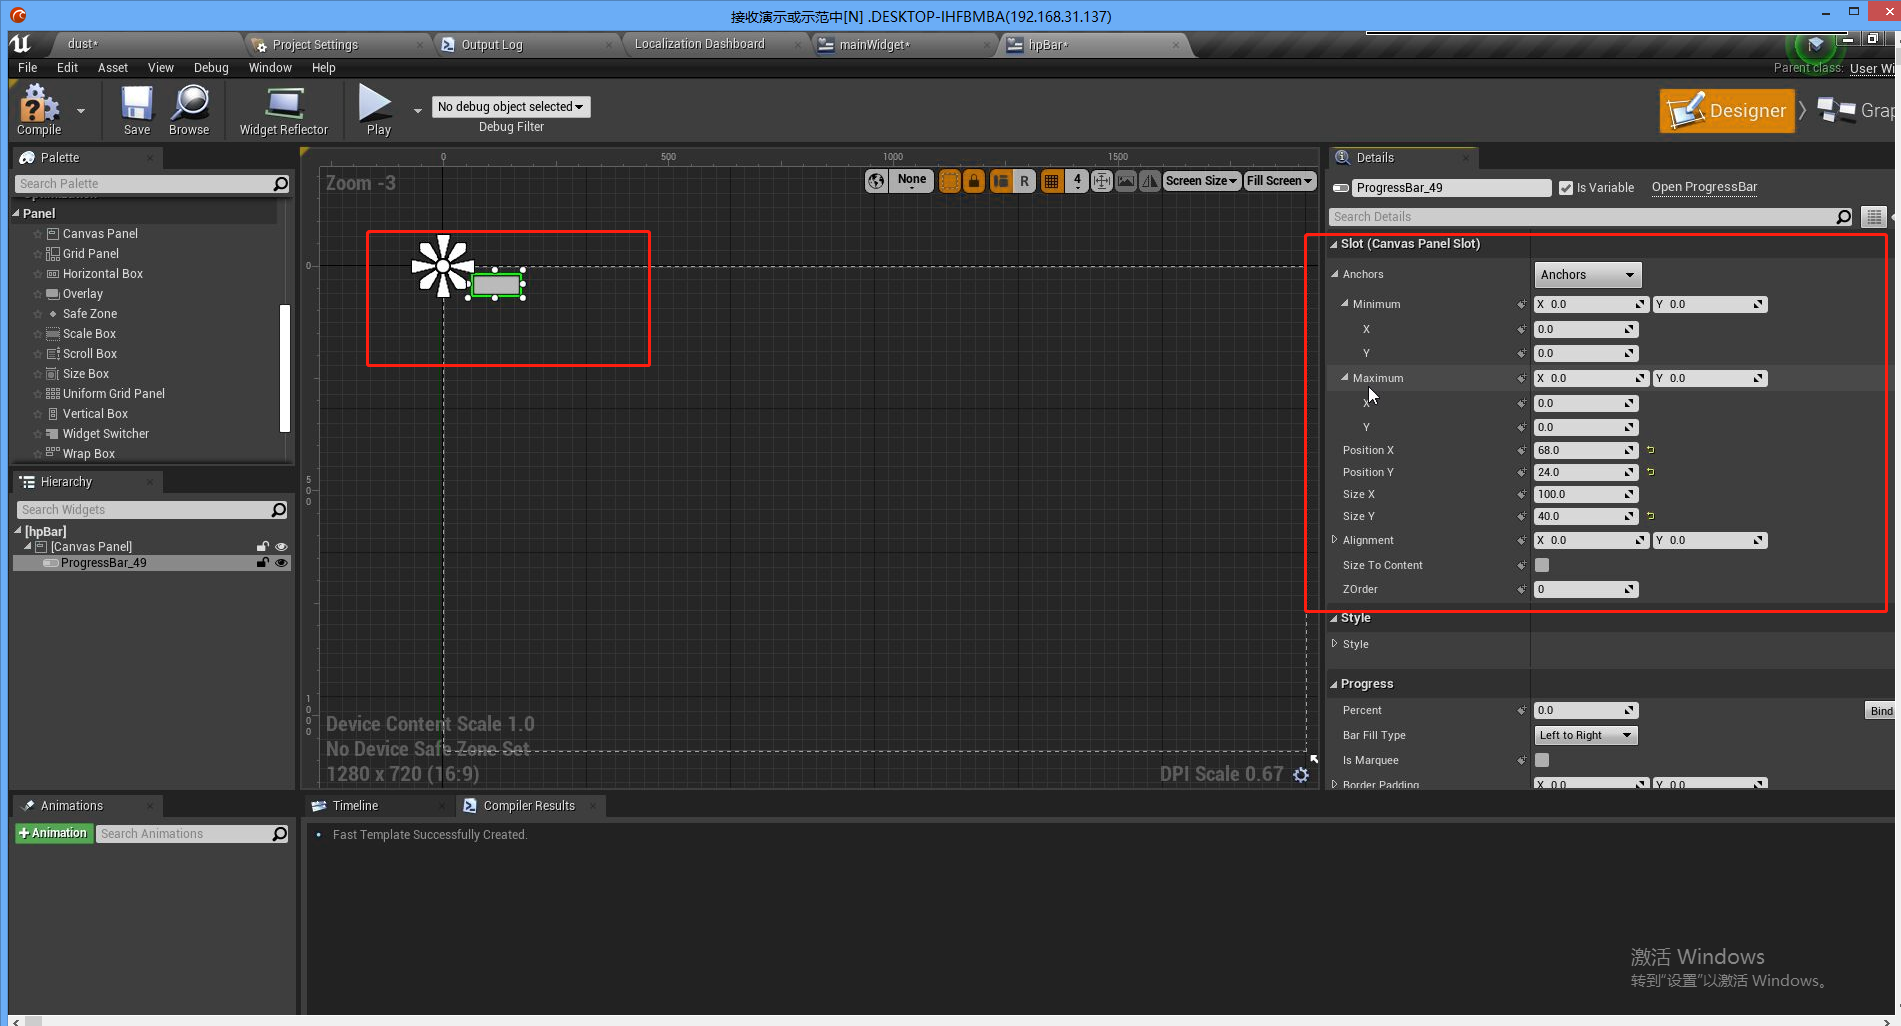 接收演示或示范中[N] .DESKTOP-IHFBMBA(192.168.31.137)
dust*
Project Settings
Output Log
Localization Dashboard
mainWidget*
hpBar*
File Edit Asset View Debug Window Help
Parent class: User Wi
Compile
Save
Browse
Widget Reflector
Play
No debug object selected
Debug Filter
Designer
Grap
Palette
Search Palette
Panel
Canvas Panel
Grid Panel
Horizontal Box
Overlay
Safe Zone
Scale Box
Scroll Box
Size Box
Uniform Grid Panel
Vertical Box
Widget Switcher
Wrap Box
Hierarchy
Search Widgets
[hpBar]
[Canvas Panel]
ProgressBar_49
Animations
+Animation
Search Animations
0 500 1000 1500
Zoom -3
None
R
4
Screen Size
Fill Screen
0
500
1000
Device Content Scale 1.0
No Device Safe Zone Set
1280 x 720 (16:9)
DPI Scale 0.67
Timeline
Compiler Results
Fast Template Successfully Created.
Details
ProgressBar_49
Is Variable
Open ProgressBar
Search Details
Slot (Canvas Panel Slot)
Anchors Anchors
Minimum X 0.0 Y 0.0
X 0.0
Y 0.0
Maximum X 0.0 Y 0.0
X 0.0
Y 0.0
Position X 68.0
Position Y 24.0
Size X 100.0
Size Y 40.0
Alignment X 0.0 Y 0.0
Size To Content
ZOrder 0
Style
Style
Progress
Percent 0.0 Bind
Bar Fill Type Left to Right
Is Marquee
Border Padding X 0.0 Y 0.0
激活 Windows
转到"设置"以激活 Windows。